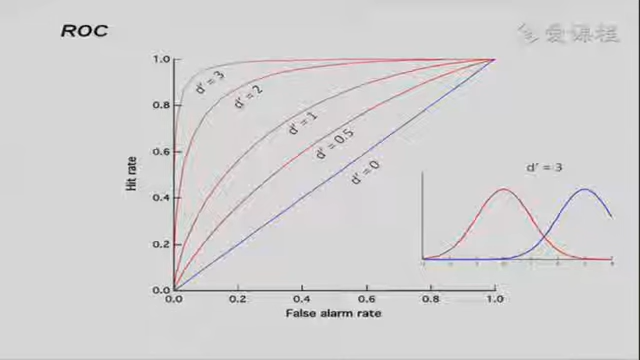 ROC
爱课程
1.0
0.8
0.6
0.4
0.2
0.0
Hit rate
d' = 3
d' = 2
d' = 1
d' = 0.5
d' = 0
0.0 0.2 0.4 0.6 0.8 1.0
False alarm rate
d' = 3